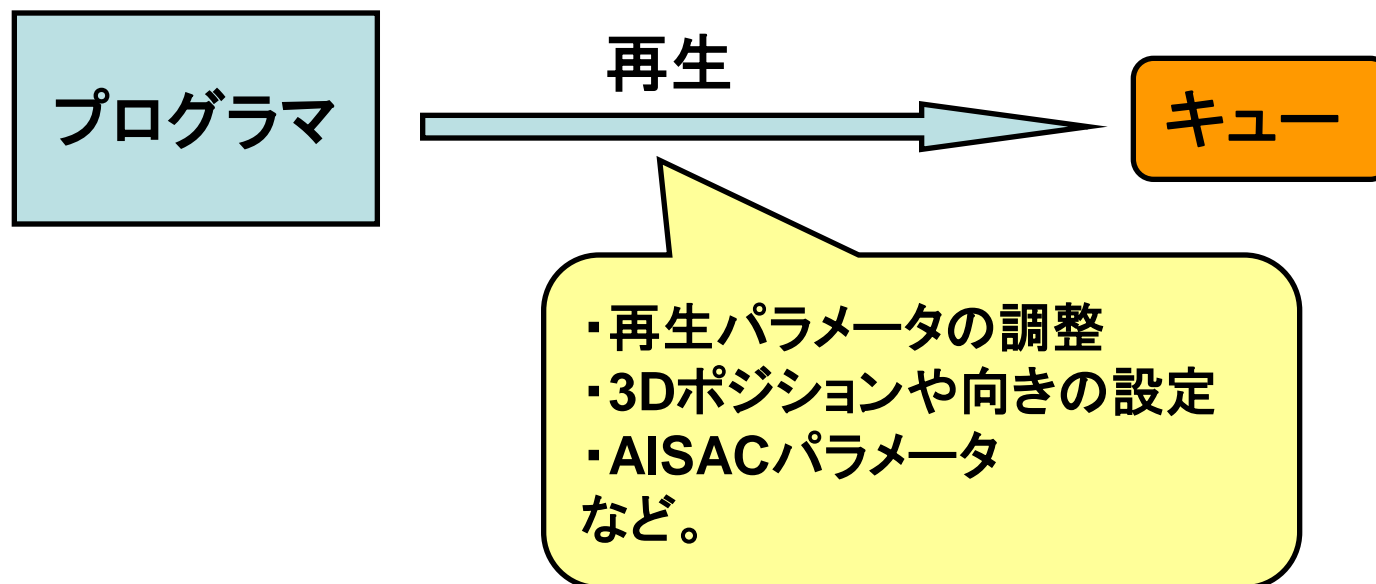 プログラマ
再生
キュー
・再生パラメータの調整
・3Dポジションや向きの設定
・AISACパラメータ
など。